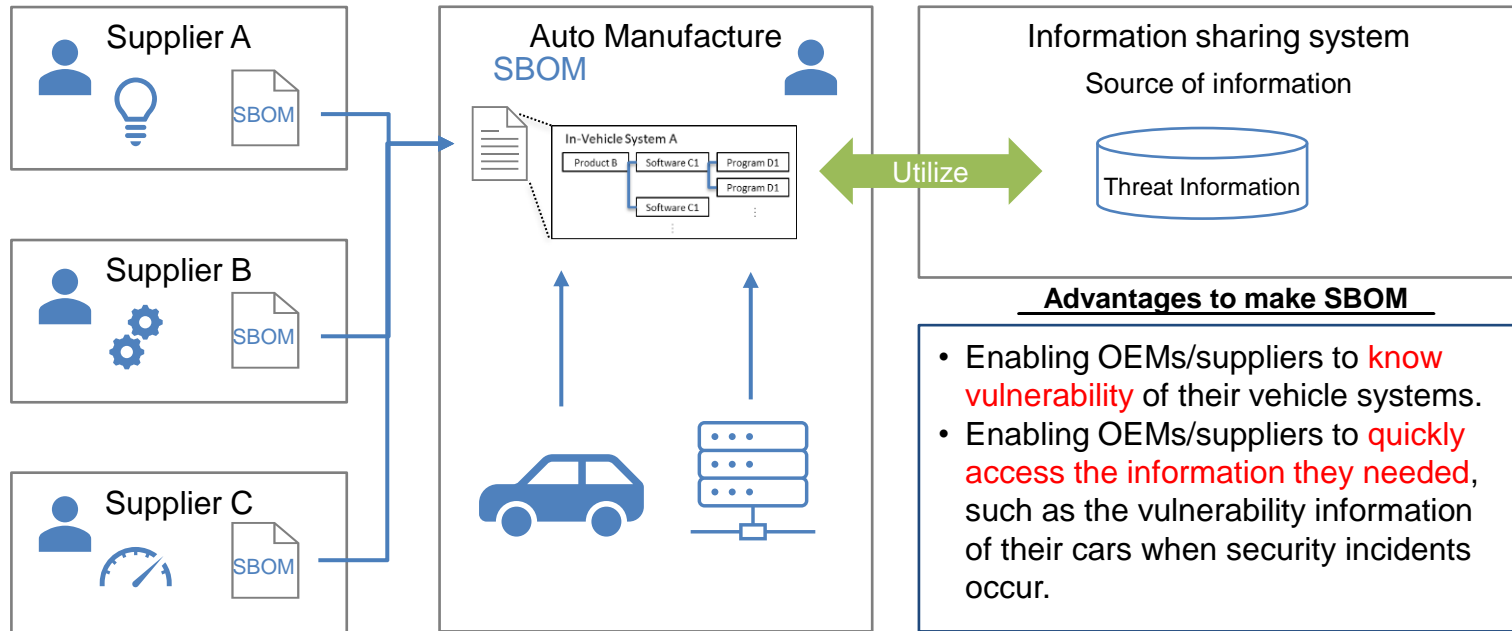 Supplier A
SBOM
Supplier B
SBOM
Supplier C
SBOM
Auto Manufacture
SBOM
In-Vehicle System A
Product B
Software C1
Program D1
Program D1
Software C1
⋮
⋮
Utilize
Information sharing system
Source of information
Threat Information
Advantages to make SBOM
• Enabling OEMs/suppliers to know
vulnerability of their vehicle systems.
• Enabling OEMs/suppliers to quickly
access the information they needed,
such as the vulnerability information
of their cars when security incidents
occur.